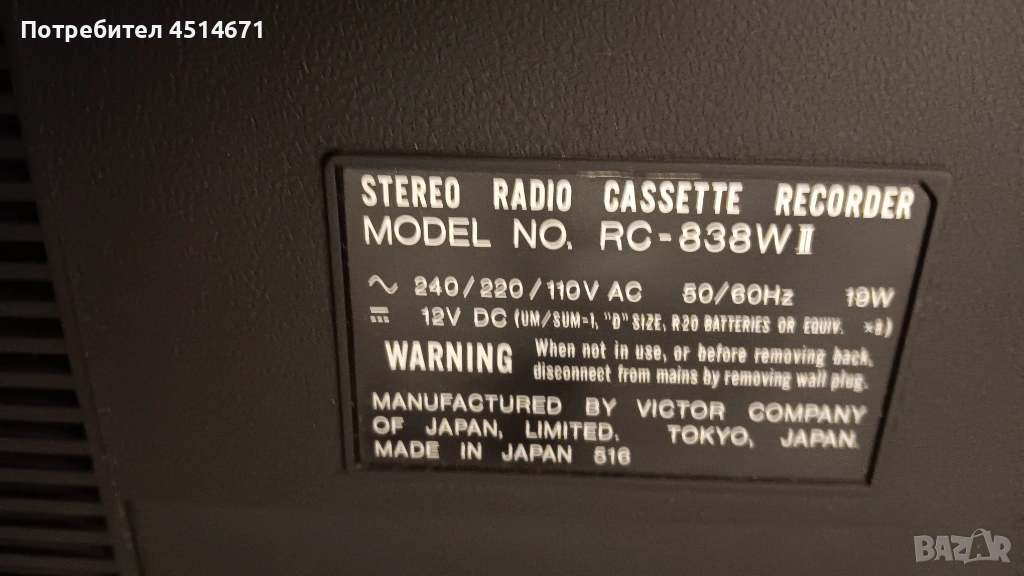 Потребител 4514671
STEREO RADIO CASSETTE RECORDER
MODEL NO. RC-838W II
∿ 240/220/110V AC 50/60Hz 19W
⎓ 12V DC (UM/SUM-1, "D" SIZE, R20 BATTERIES OR EQUIV. ×8)
WARNING When not in use, or before removing back, disconnect from mains by removing wall plug.
MANUFACTURED BY VICTOR COMPANY
OF JAPAN, LIMITED. TOKYO, JAPAN.
MADE IN JAPAN 516
BAZAR